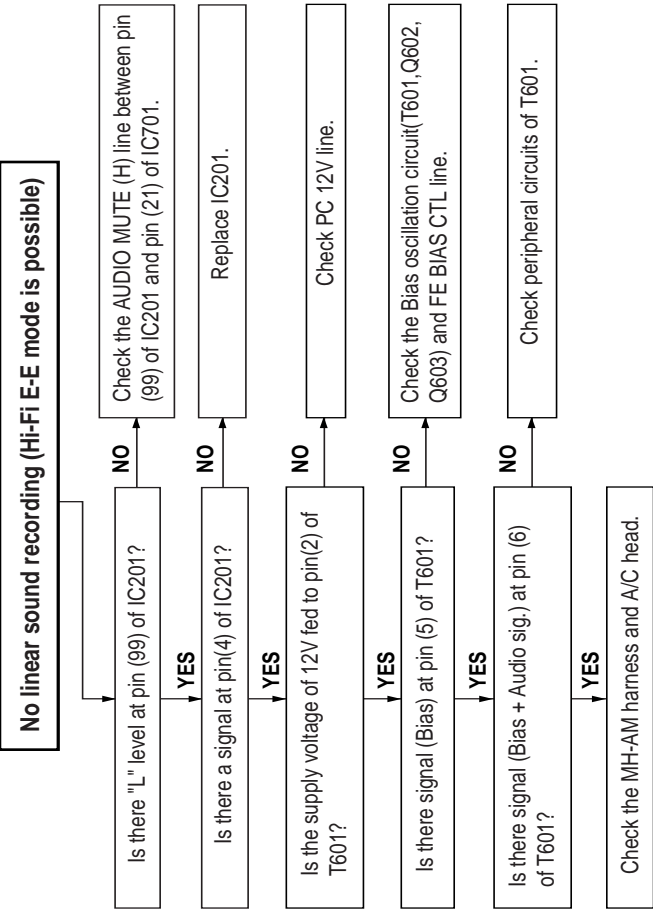 No linear sound recording (Hi-Fi E-E mode is possible)
Is there "L" level at pin (99) of IC201?
NO
Check the AUDIO MUTE (H) line between pin
(99) of IC201 and pin (21) of IC701.
YES
Is there a signal at pin(4) of IC201?
NO
Replace IC201.
YES
Is the supply voltage of 12V fed to pin(2) of
T601?
NO
Check PC 12V line.
YES
Is there signal (Bias) at pin (5) of T601?
NO
Check the Bias oscillation circuit(T601,Q602,
Q603) and FE BIAS CTL line.
YES
Is there signal (Bias + Audio sig.) at pin (6)
of T601?
NO
Check peripheral circuits of T601.
YES
Check the MH-AM harness and A/C head.